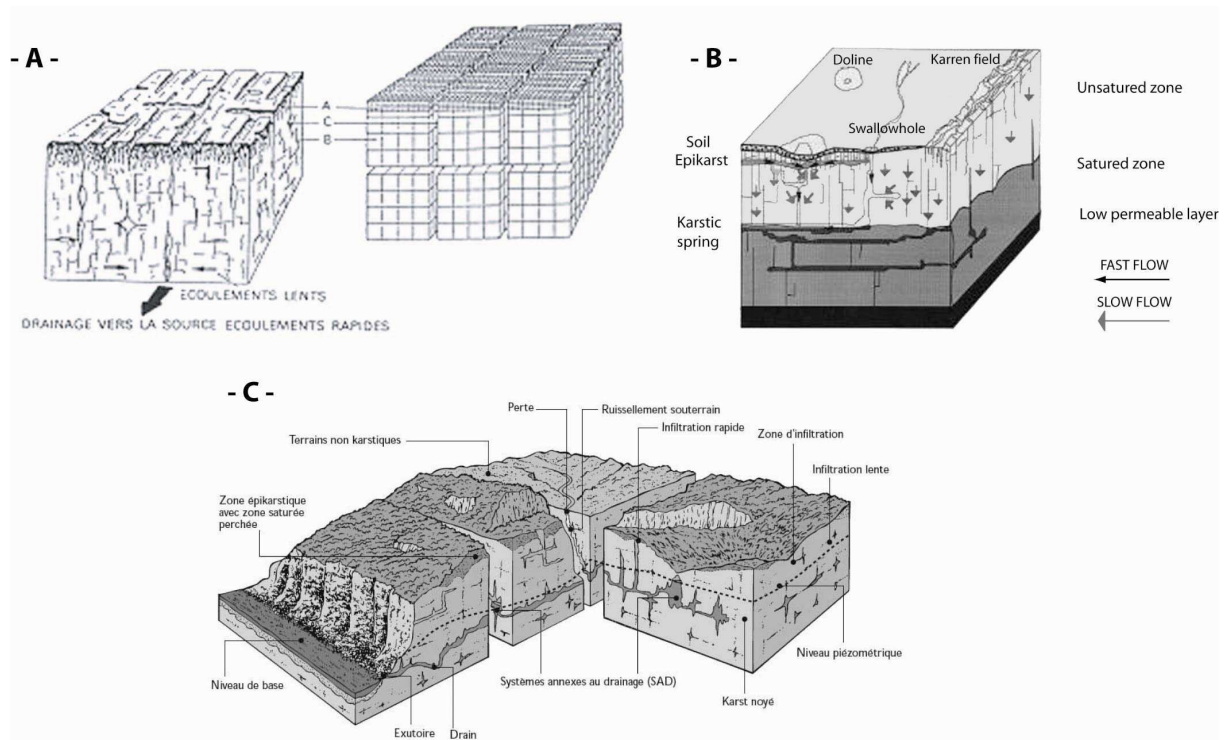 - A -
A
C
B
ECOULEMENTS LENTS
DRAINAGE VERS LA SOURCE ECOULEMENTS RAPIDES
- B -
Doline
Karren field
Unsatured zone
Swallowhole
Soil
Epikarst
Satured zone
Low permeable layer
Karstic
spring
FAST FLOW
SLOW FLOW
- C -
Perte
Ruissellement souterrain
Infiltration rapide
Terrains non karstiques
Zone d'infiltration
Infiltration lente
Zone épikarstique
avec zone saturée
perchée
Niveau piézométrique
Niveau de base
Systèmes annexes au drainage (SAD)
Karst noyé
Exutoire
Drain